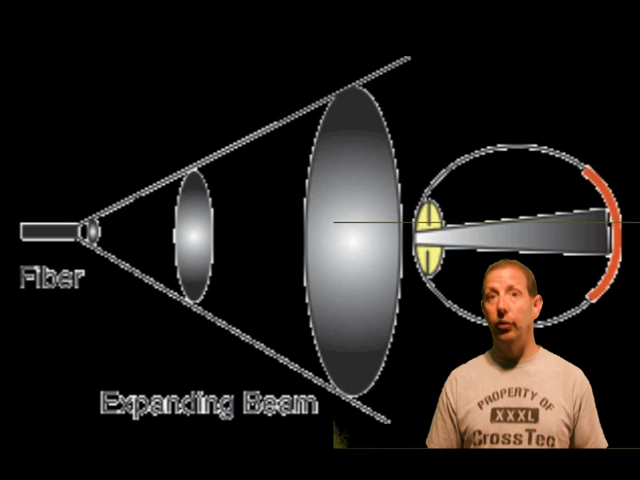 Fiber
Expanding Beam
PROPERTY OF
XXXL
CrossTec